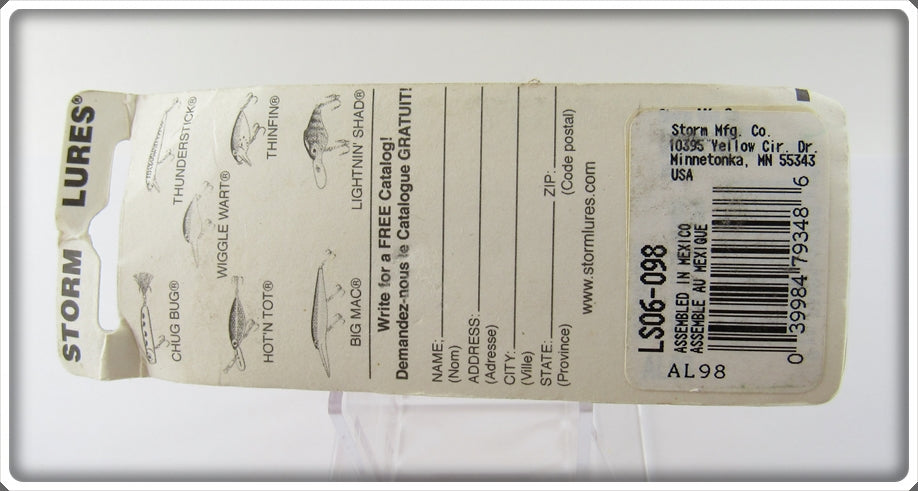 STORM LURES®
THUNDERSTICK®
THINFIN®
LIGHTNIN' SHAD®
WIGGLE WART®
CHUG BUG®
HOT'N TOT®
BIG MAC®
Write for a FREE Catalog!
Demandez-nous le Catalogue GRATUIT!
NAME:
(Nom)
ADDRESS:
(Adresse)
CITY:
(Ville)
STATE: ZIP:
(Province) (Code postal)
www.stormlures.com
Storm Mfg. Co.
10395 Yellow Cir. Dr.
Minnetonka, MN 55343
USA
LS06-098
ASSEMBLED IN MEXICO
ASSEMBLE AU MEXIQUE
0 39984 79348 6
AL98